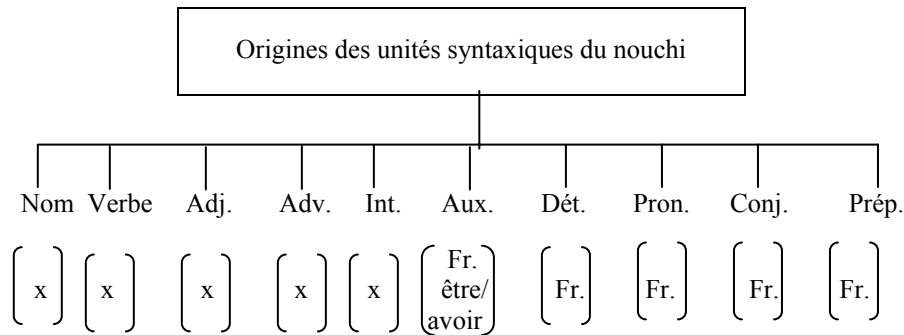 Origines des unités syntaxiques du nouchi
Nom Verbe Adj. Adv. Int. Aux. Dét. Pron. Conj. Prép.
x x x x x Fr. être/ avoir Fr. Fr. Fr. Fr.